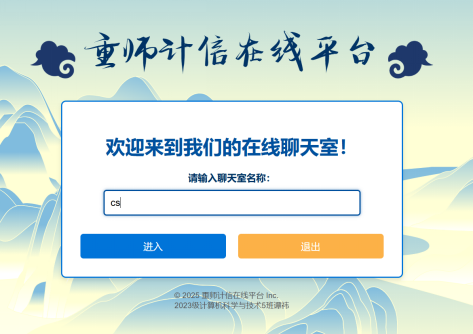 重师计信在线平台
欢迎来到我们的在线聊天室！
请输入聊天室名称：
cs
进入
退出
© 2025 重师计信在线平台 Inc.
2023级计算机科学与技术5班谭祎